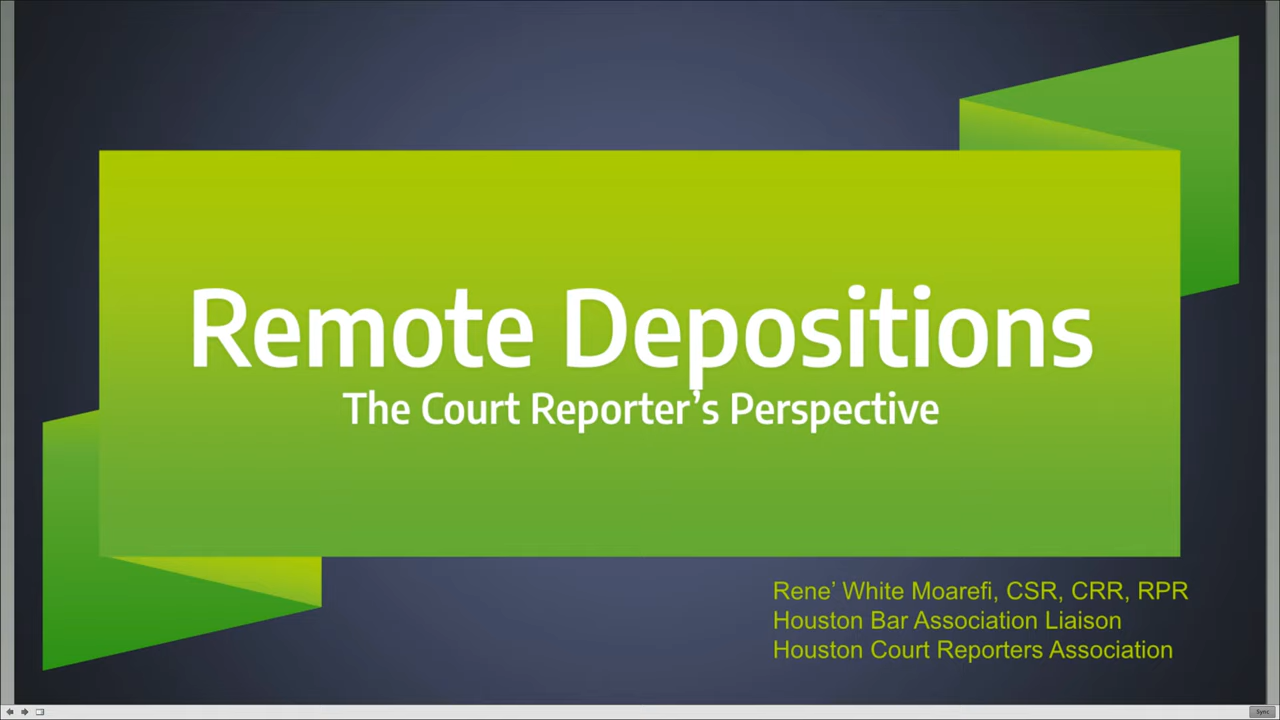 Remote Depositions
The Court Reporter’s Perspective
Rene’ White Moarefi, CSR, CRR, RPR
Houston Bar Association Liaison
Houston Court Reporters Association
Sync